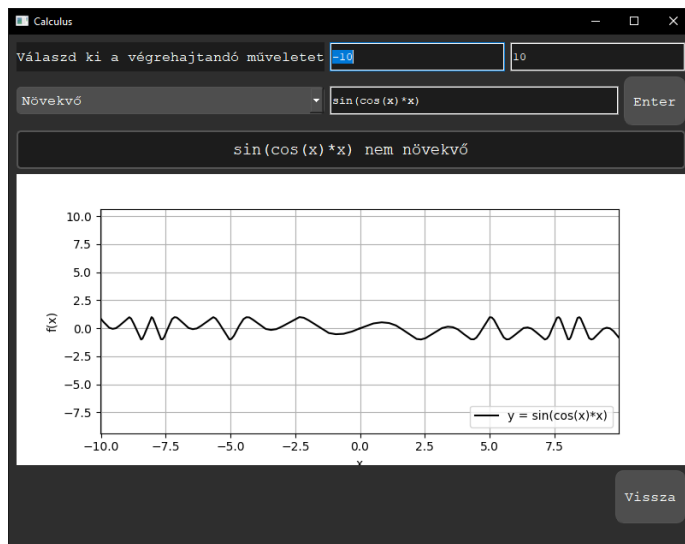 Calculus
Válaszd ki a végrehajtandó műveletet -10 10
Növekvő sin(cos(x)*x) Enter
sin(cos(x)*x) nem növekvő
10.0
7.5
5.0
2.5
0.0
−2.5
−5.0
−7.5
f(x)
y = sin(cos(x)*x)
−10.0 −7.5 −5.0 −2.5 0.0 2.5 5.0 7.5
x
Vissza